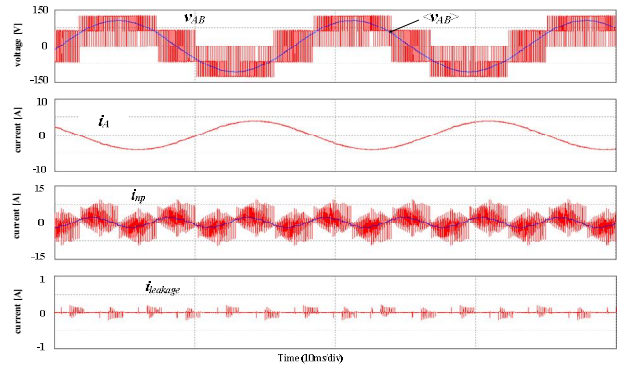 150
v_AB
<v_AB>
voltage [V]
0
-150
10
i_A
current [A]
0
-10
15
i_np
current [A]
0
-15
1
i_leakage
current [A]
0
-1
Time (10ms/div)